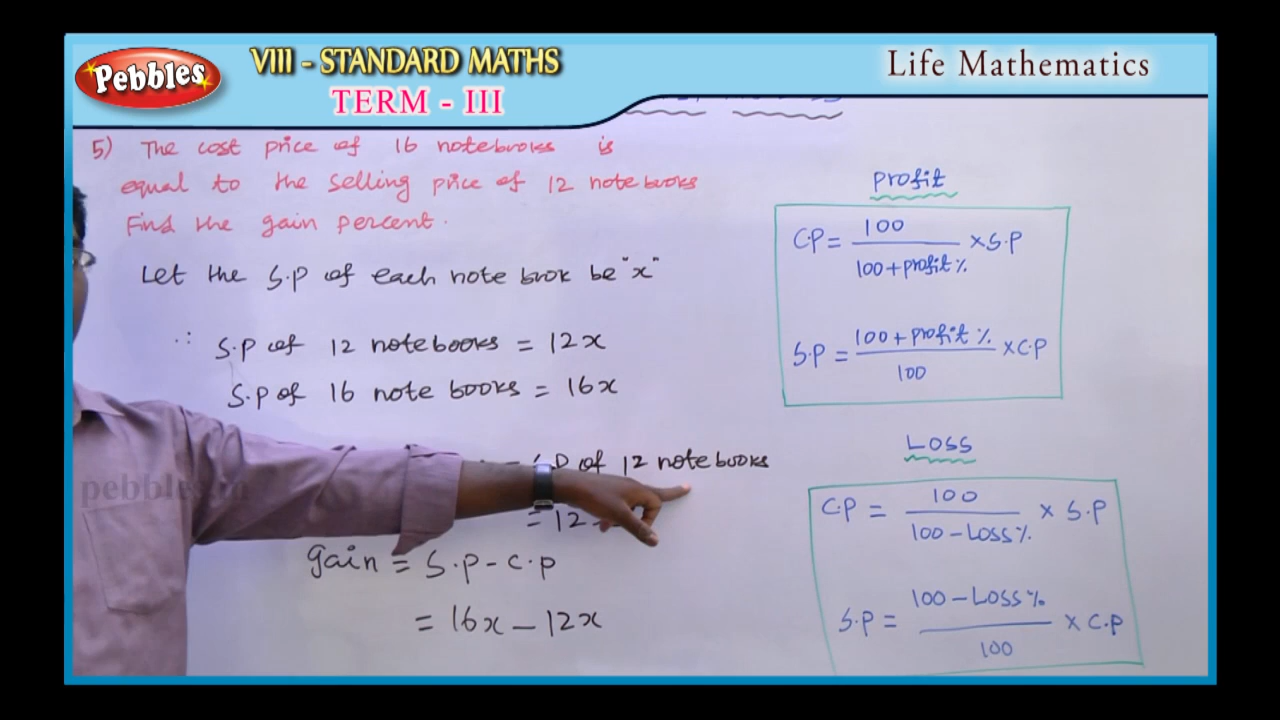 Pebbles
VIII - STANDARD MATHS
TERM - III
Life Mathematics
5) The cost price of 16 notebooks is
equal to the selling price of 12 notebooks
Find the gain percent.
Let the S.P of each note book be "x"
∴ S.P of 12 notebooks = 12x
S.P of 16 note books = 16x
of 12 notebooks
= 12
gain = S.P - C.P
= 16x - 12x
Profit
C.P = 100 / 100 + profit % × S.P
S.P = 100 + profit % / 100 × C.P
Loss
C.P = 100 / 100 - Loss % × S.P
S.P = 100 - Loss % / 100 × C.P